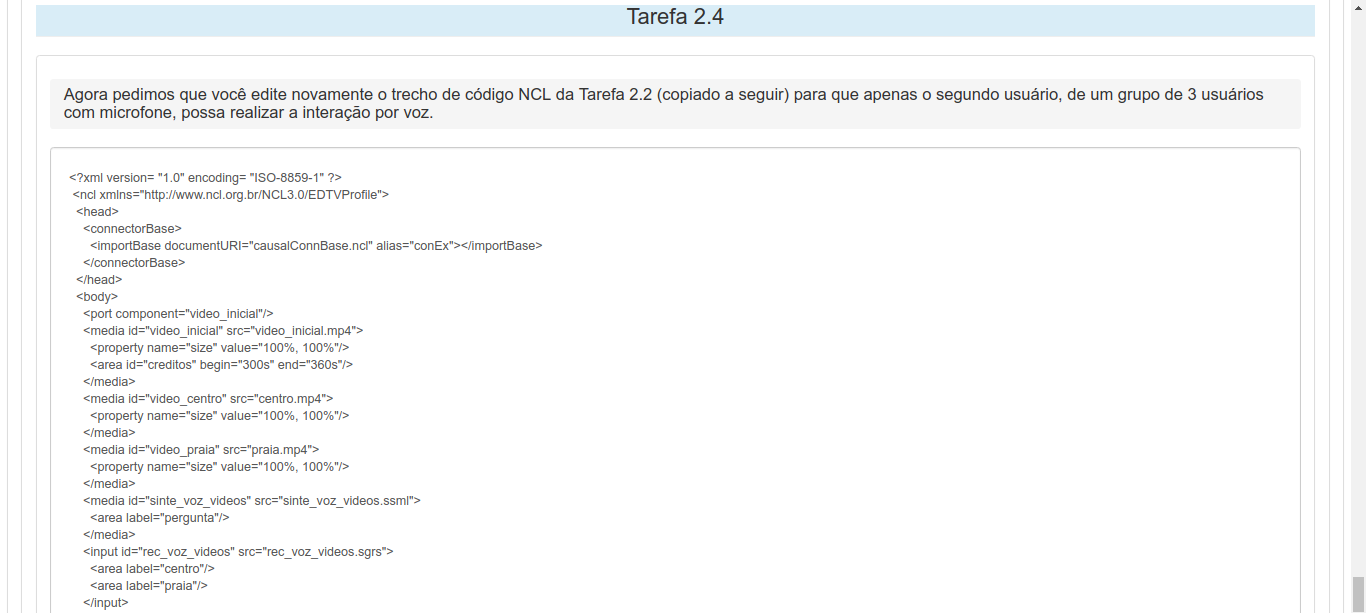 Tarefa 2.4
Agora pedimos que você edite novamente o trecho de código NCL da Tarefa 2.2 (copiado a seguir) para que apenas o segundo usuário, de um grupo de 3 usuários
com microfone, possa realizar a interação por voz.
<?xml version= "1.0" encoding= "ISO-8859-1" ?>
<ncl xmlns="http://www.ncl.org.br/NCL3.0/EDTVProfile">
<head>
<connectorBase>
<importBase documentURI="causalConnBase.ncl" alias="conEx"></importBase>
</connectorBase>
</head>
<body>
<port component="video_inicial"/>
<media id="video_inicial" src="video_inicial.mp4">
<property name="size" value="100%, 100%"/>
<area id="creditos" begin="300s" end="360s"/>
</media>
<media id="video_centro" src="centro.mp4">
<property name="size" value="100%, 100%"/>
</media>
<media id="video_praia" src="praia.mp4">
<property name="size" value="100%, 100%"/>
</media>
<media id="sinte_voz_videos" src="sinte_voz_videos.ssml">
<area label="pergunta"/>
</media>
<input id="rec_voz_videos" src="rec_voz_videos.sgrs">
<area label="centro"/>
<area label="praia"/>
</input>